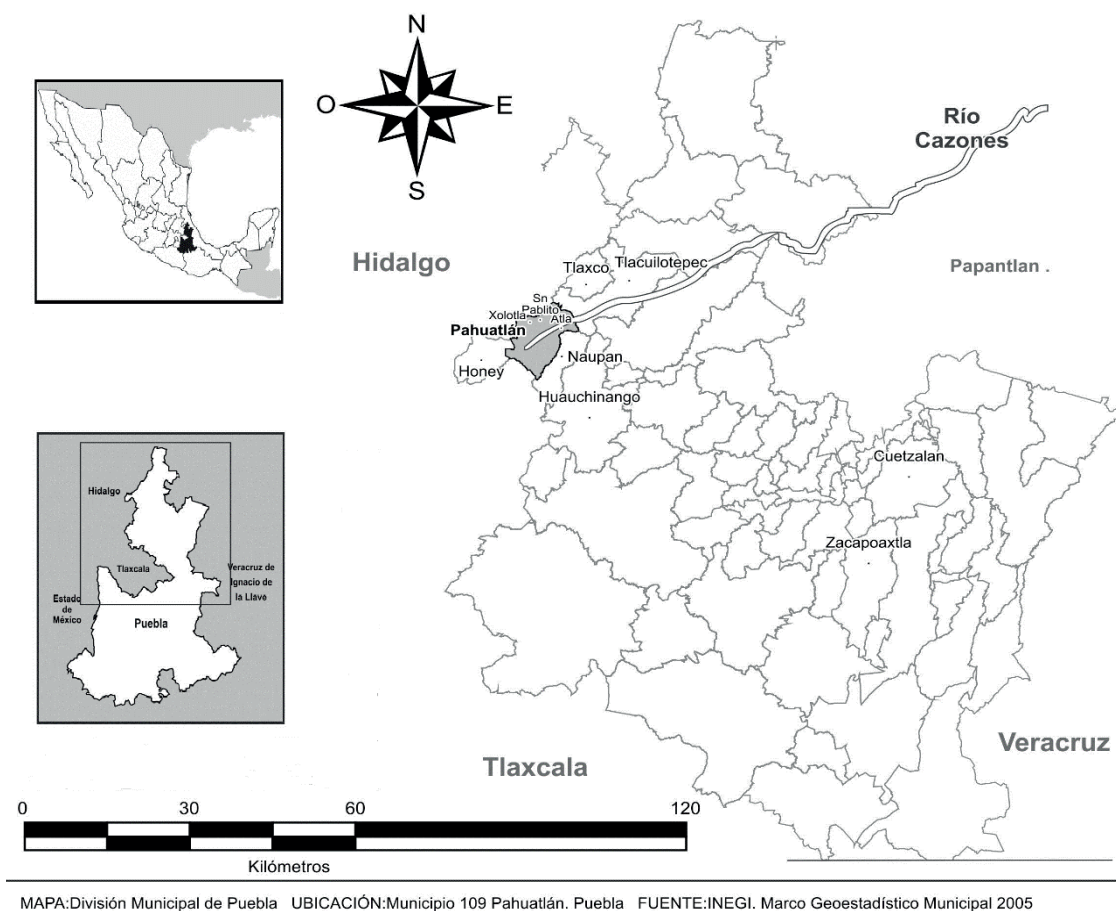 N
O
E
S
Río
Cazones
Hidalgo
Tlaxco
Tlacuilotepec
Papantlan .
Sn
Pablito
Xolotla
Atla
Pahuatlán
Honey
Naupan
Huauchinango
Cuetzalan
Zacapoaxtla
Hidalgo
Tlaxcala
Veracruz de
Ignacio de
la Llave
Estado
de
México
Puebla
Tlaxcala
Veracruz
0 30 60 120
Kilómetros
MAPA:División Municipal de Puebla UBICACIÓN:Municipio 109 Pahuatlán. Puebla FUENTE:INEGI. Marco Geoestadístico Municipal 2005